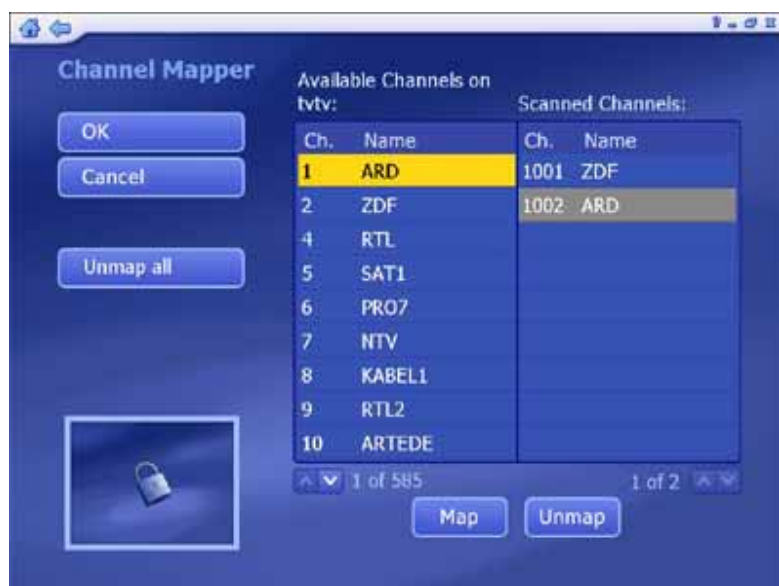 Channel Mapper
OK
Cancel
Unmap all
Available Channels on
tvtv:
Ch. Name
1 ARD
2 ZDF
4 RTL
5 SAT1
6 PRO7
7 NTV
8 KABEL1
9 RTL2
10 ARTEDE
1 of 585
Scanned Channels:
Ch. Name
1001 ZDF
1002 ARD
1 of 2
Map
Unmap